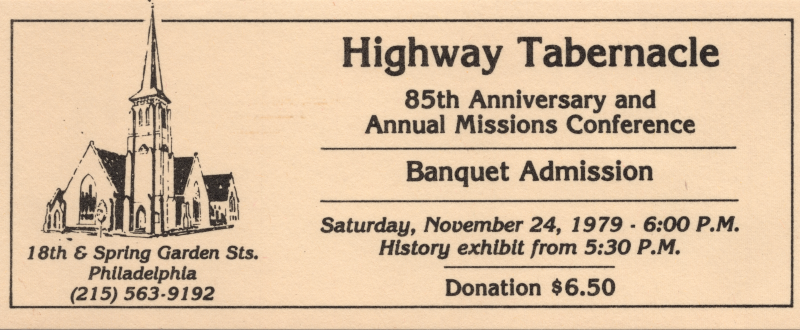 Highway Tabernacle
85th Anniversary and
Annual Missions Conference
Banquet Admission
Saturday, November 24, 1979 - 6:00 P.M.
History exhibit from 5:30 P.M.
Donation $6.50
18th & Spring Garden Sts.
Philadelphia
(215) 563-9192